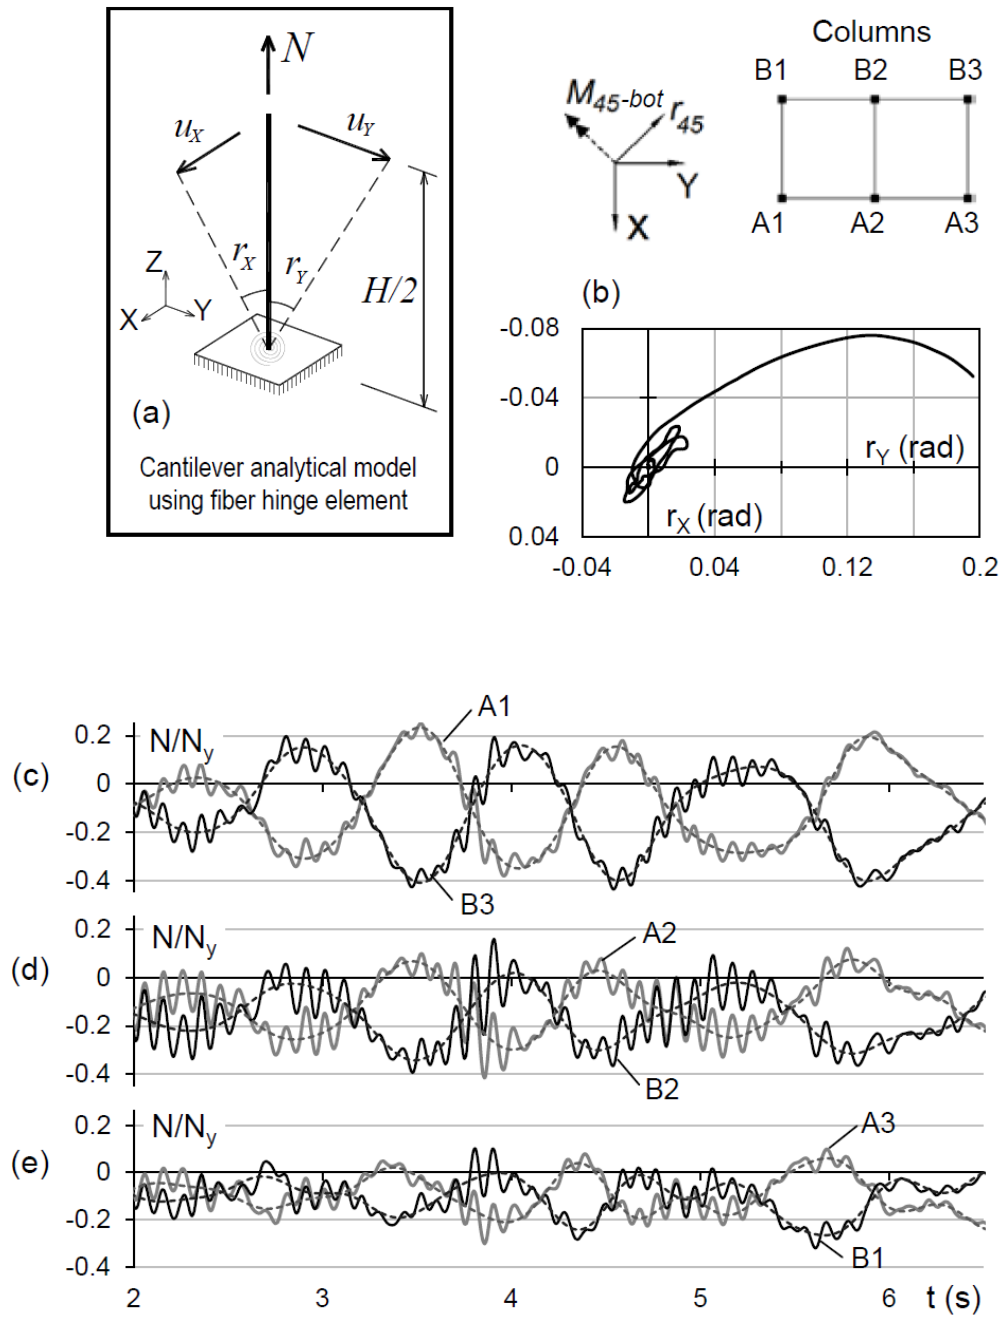 N
u_X
u_Y
r_X
r_Y
H/2
Z
X
Y
(a)
Cantilever analytical model
using fiber hinge element
Columns
B1 B2 B3
M_45-bot
r_45
Y
X
A1 A2 A3
(b)
-0.08
-0.04
0
0.04
r_Y (rad)
r_X (rad)
-0.04 0.04 0.12 0.2
(c)
N/N_y
A1
0.2
0
-0.2
-0.4
B3
(d)
N/N_y
A2
0.2
0
-0.2
-0.4
B2
(e)
N/N_y
A3
0.2
0
-0.2
-0.4
B1
2 3 4 5 6 t (s)